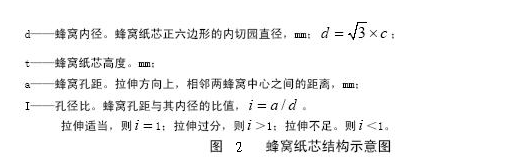 d——蜂窝内径。蜂窝纸芯正六边形的内切园直径，mm；d = √3 × c；
t——蜂窝纸芯高度。mm；
a——蜂窝孔距。拉伸方向上，相邻两蜂窝中心之间的距离，mm；
I——孔径比。蜂窝孔距与其内径的比值，i = a / d 。
拉伸适当，则 i = 1；拉伸过分，则 i > 1；拉伸不足。则 i < 1。
图 2 蜂窝纸芯结构示意图